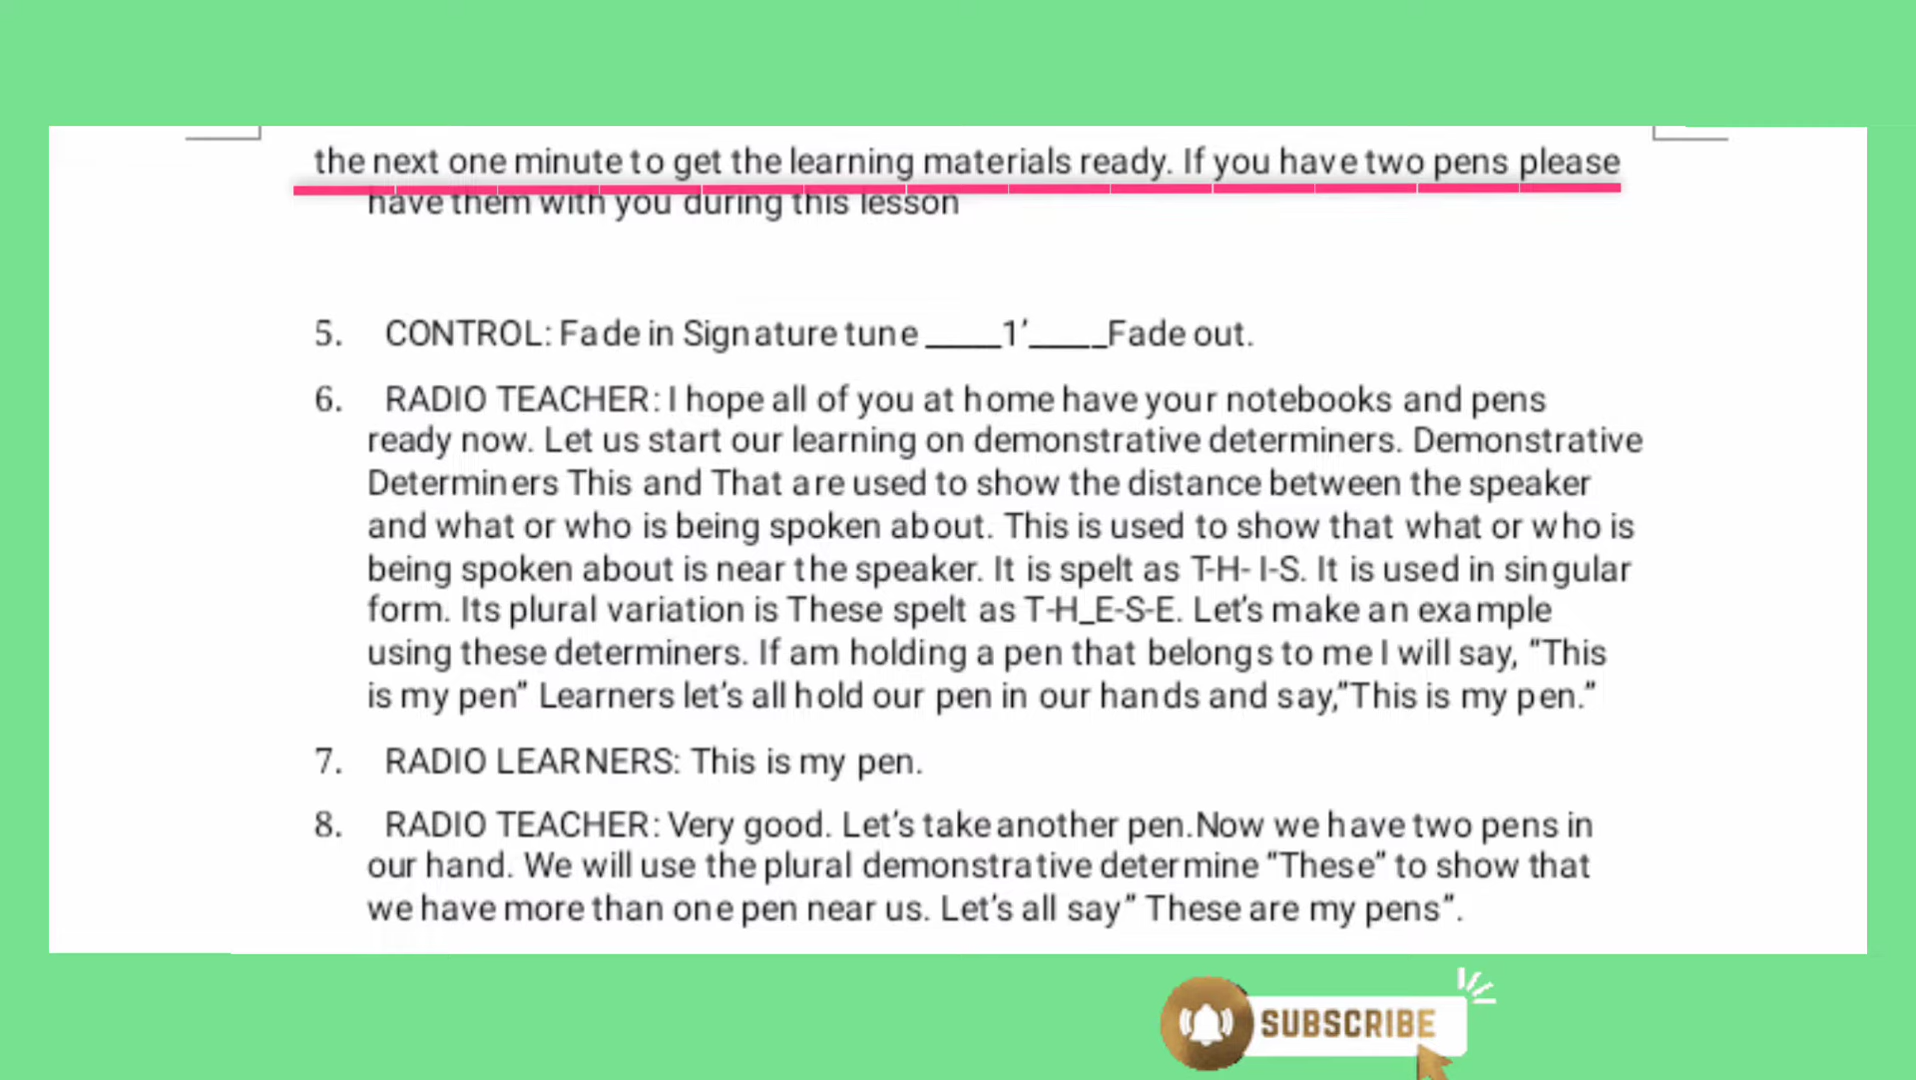 the next one minute to get the learning materials ready. If you have two pens please
have them with you during this lesson
5. CONTROL: Fade in Signature tune ____1’____Fade out.
6. RADIO TEACHER: I hope all of you at home have your notebooks and pens
ready now. Let us start our learning on demonstrative determiners. Demonstrative
Determiners This and That are used to show the distance between the speaker
and what or who is being spoken about. This is used to show that what or who is
being spoken about is near the speaker. It is spelt as T-H- I-S. It is used in singular
form. Its plural variation is These spelt as T-H_E-S-E. Let’s make an example
using these determiners. If am holding a pen that belongs to me I will say, “This
is my pen” Learners let’s all hold our pen in our hands and say,”This is my pen.”
7. RADIO LEARNERS: This is my pen.
8. RADIO TEACHER: Very good. Let’s take another pen.Now we have two pens in
our hand. We will use the plural demonstrative determine “These” to show that
we have more than one pen near us. Let’s all say” These are my pens”.
SUBSCRIBE